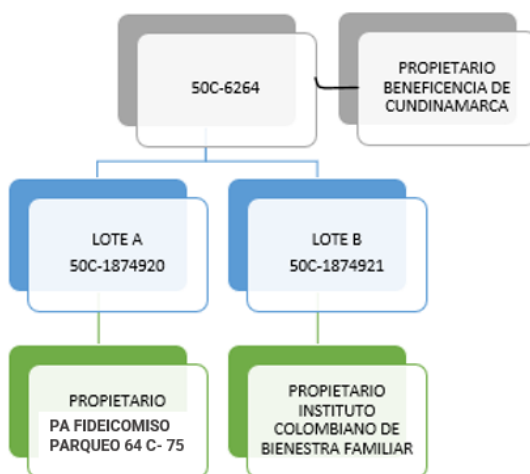 50C-6264
PROPIETARIO
BENEFICENCIA DE
CUNDINAMARCA
LOTE A
50C-1874920
LOTE B
50C-1874921
PROPIETARIO
PA FIDEICOMISO
PARQUEO 64 C- 75
PROPIETARIO
INSTITUTO
COLOMBIANO DE
BIENESTRA FAMILIAR